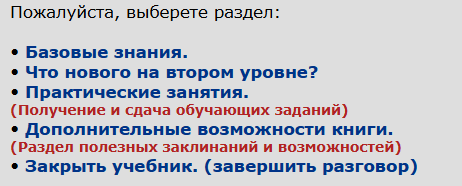 Пожалуйста, выберете раздел:
• Базовые знания.
• Что нового на втором уровне?
• Практические занятия.
(Получение и сдача обучающих заданий)
• Дополнительные возможности книги.
(Раздел полезных заклинаний и возможностей)
• Закрыть учебник. (завершить разговор)